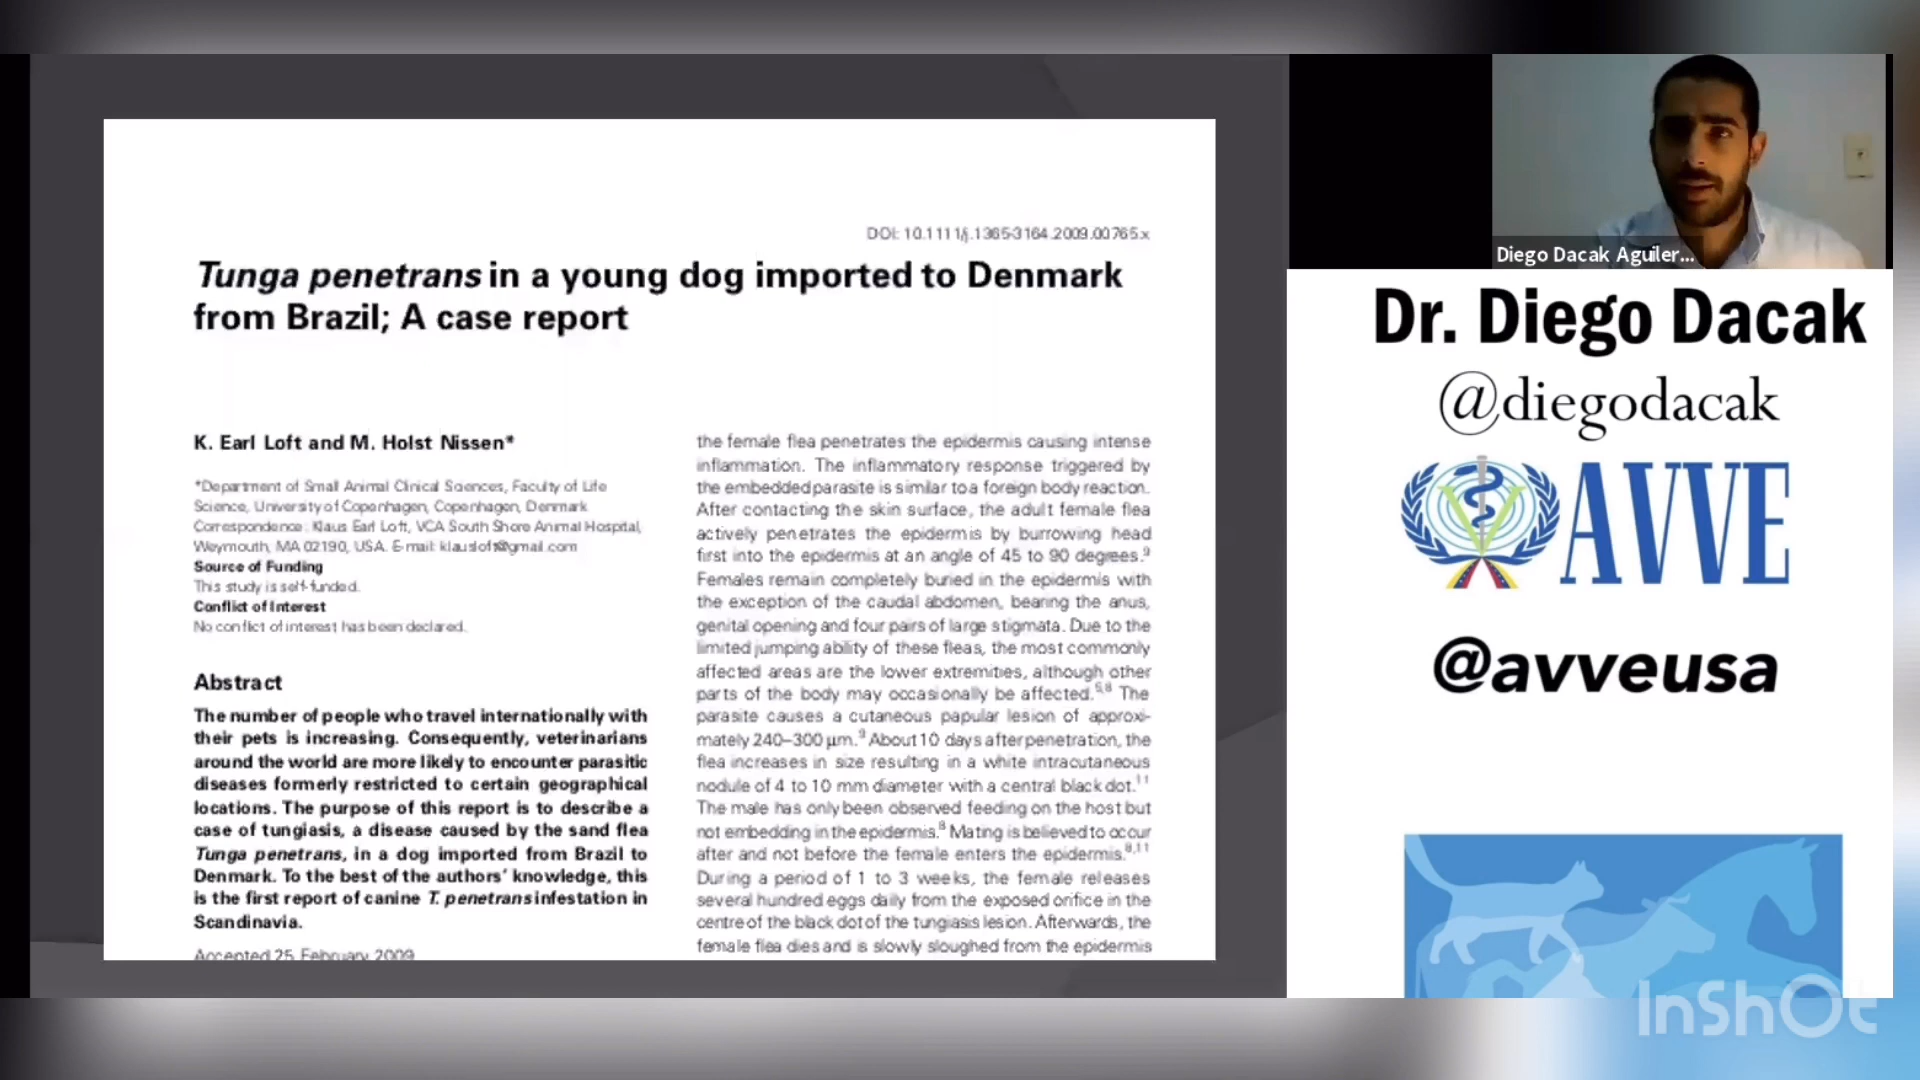 DOI: 10.1111/j.1365-3164.2009.00765.x
Tunga penetrans in a young dog imported to Denmark
from Brazil; A case report
K. Earl Loft and M. Holst Nissen*
*Department of Small Animal Clinical Sciences, Faculty of Life
Science, University of Copenhagen, Copenhagen, Denmark
Correspondence: Klaus Earl Loft, VCA South Shore Animal Hospital,
Weymouth, MA 02190, USA. E-mail: klausloft@gmail.com
Source of Funding
This study is self-funded.
Conflict of Interest
No conflict of interest has been declared.
Abstract
The number of people who travel internationally with
their pets is increasing. Consequently, veterinarians
around the world are more likely to encounter parasitic
diseases formerly restricted to certain geographical
locations. The purpose of this report is to describe a
case of tungiasis, a disease caused by the sand flea
Tunga penetrans, in a dog imported from Brazil to
Denmark. To the best of the authors' knowledge, this
is the first report of canine T. penetrans infestation in
Scandinavia.
Accepted 25 February 2009
the female flea penetrates the epidermis causing intense
inflammation. The inflammatory response triggered by
the embedded parasite is similar to a foreign body reaction.
After contacting the skin surface, the adult female flea
actively penetrates the epidermis by burrowing head
first into the epidermis at an angle of 45 to 90 degrees.9
Females remain completely buried in the epidermis with
the exception of the caudal abdomen, bearing the anus,
genital opening and four pairs of large stigmata. Due to the
limited jumping ability of these fleas, the most commonly
affected areas are the lower extremities, although other
parts of the body may occasionally be affected.5,8 The
parasite causes a cutaneous papular lesion of approxi-
mately 240–300 µm.9 About 10 days after penetration, the
flea increases in size resulting in a white intracutaneous
nodule of 4 to 10 mm diameter with a central black dot.11
The male has only been observed feeding on the host but
not embedding in the epidermis.8 Mating is believed to occur
after and not before the female enters the epidermis.8,11
During a period of 1 to 3 weeks, the female releases
several hundred eggs daily from the exposed orifice in the
centre of the black dot of the tungiasis lesion. Afterwards, the
female flea dies and is slowly sloughed from the epidermis
Diego Dacak Aguiler...
Dr. Diego Dacak
@diegodacak
AVVE
@avveusa
InShOt